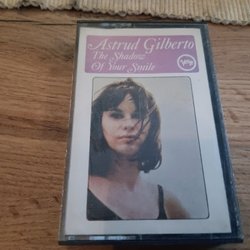 Astrud Gilberto
The Shadow
Of Your Smile
Verve